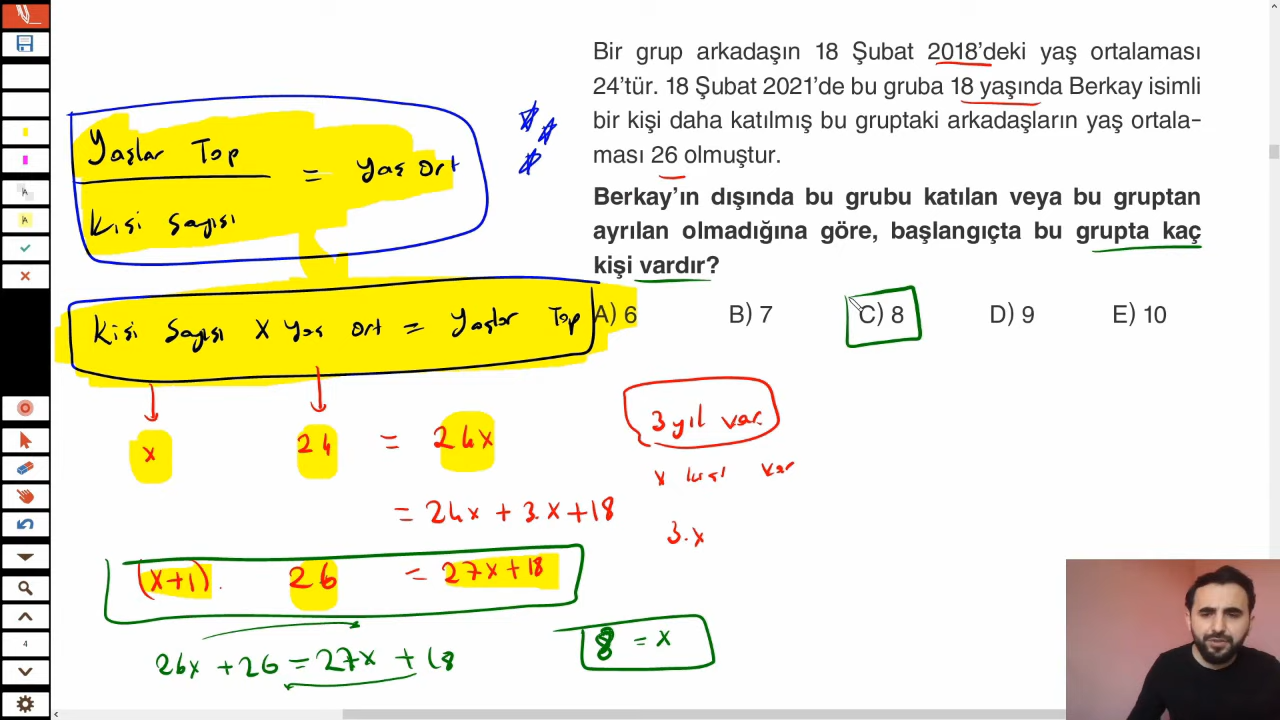 Bir grup arkadaşın 18 Şubat 2018'deki yaş ortalaması
24'tür. 18 Şubat 2021'de bu gruba 18 yaşında Berkay isimli
bir kişi daha katılmış bu gruptaki arkadaşların yaş ortala-
ması 26 olmuştur.
Berkay'ın dışında bu grubu katılan veya bu gruptan
ayrılan olmadığına göre, başlangıçta bu grupta kaç
kişi vardır?
A) 6 B) 7 C) 8 D) 9 E) 10
Yaşlar Top
Kişi Sayısı
= Yaş Ort
Kişi Sayısı X Yaş Ort = Yaşlar Top
x 24 = 24x
= 24x + 3.x + 18
(x+1). 26 = 27x + 18
26x + 26 = 27x + 18
8 = x
3 yıl var.
x kişi var
3.x
A
A
4